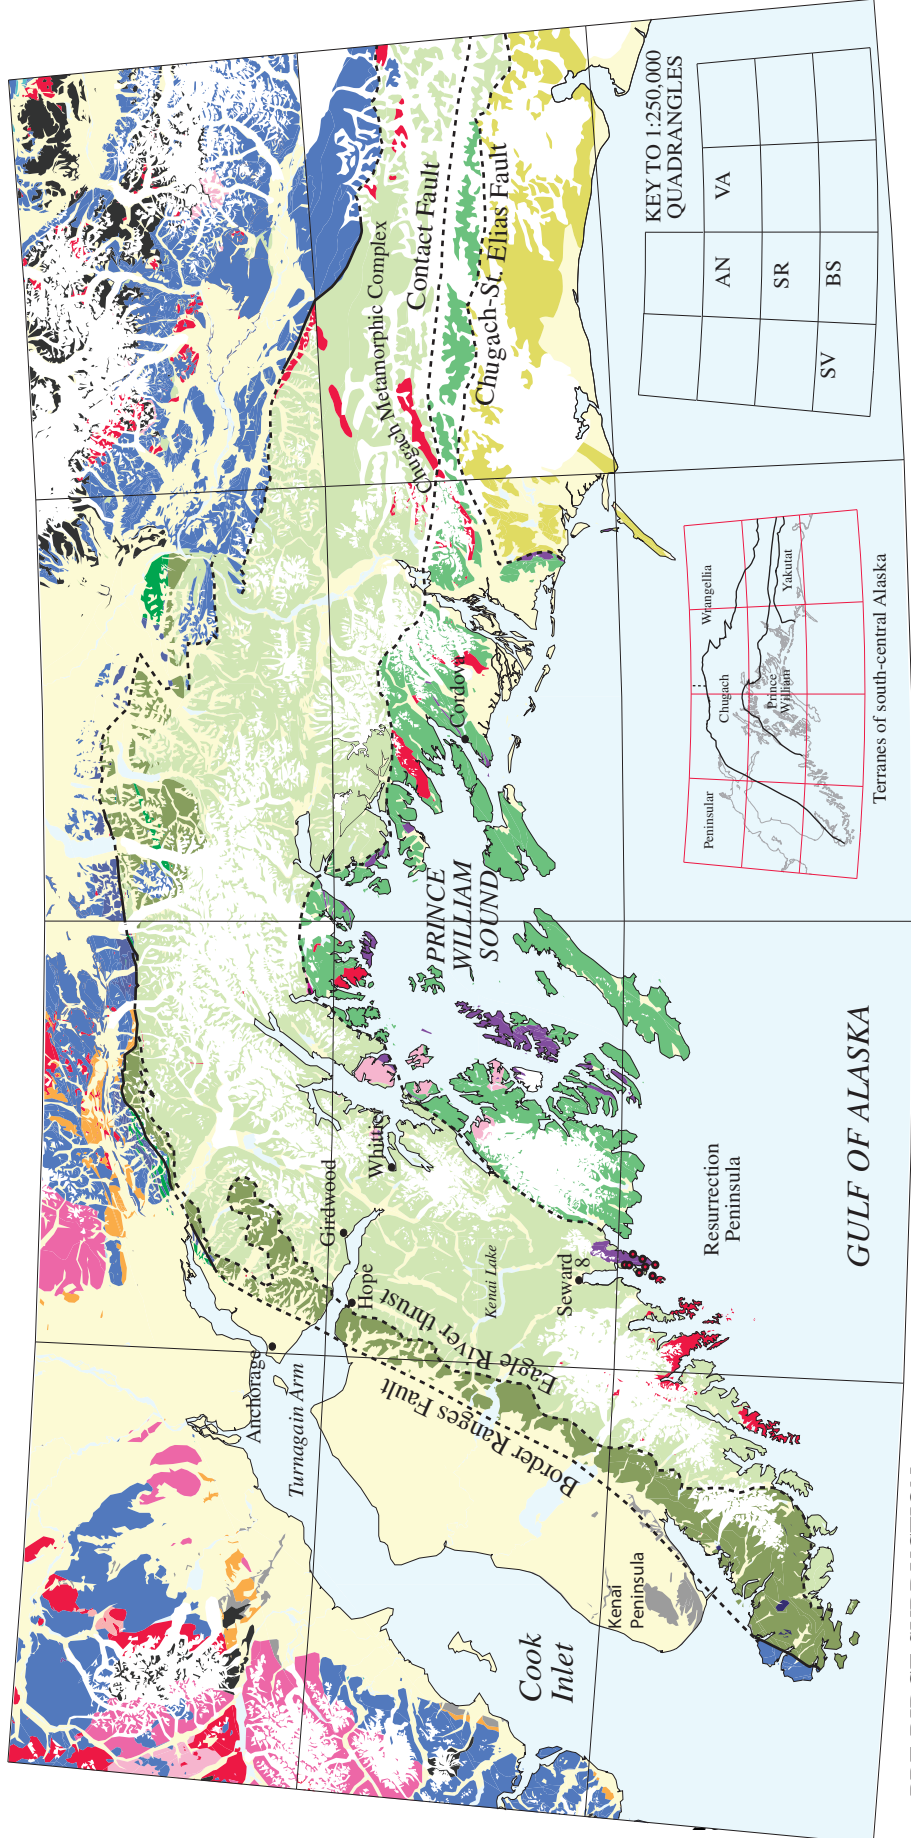 Chugach Metamorphic Complex
Contact Fault
Chugach-St. Elias Fault
Cordova
PRINCE
WILLIAM
SOUND
Whittier
Girdwood
Hope
Anchorage
Turnagain Arm
Kenai Lake
Seward
Eagle River thrust
Border Ranges Fault
Resurrection
Peninsula
Kenai
Peninsula
Cook
Inlet
GULF OF ALASKA
KEY TO 1:250,000
QUADRANGLES
AN
VA
SR
SV
BS
Peninsular
Chugach
Wrangellia
Prince
William
Yakutat
Terranes of south-central Alaska
8